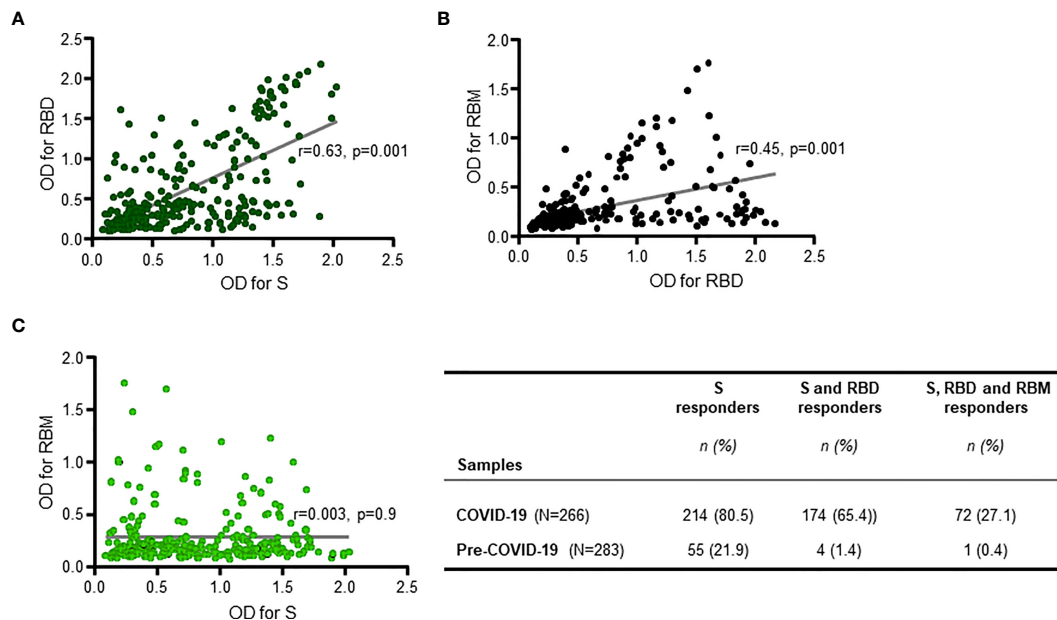 A
2.5
2.0
1.5
1.0
0.5
0.0
OD for RBD
r=0.63, p=0.001
0.0 0.5 1.0 1.5 2.0 2.5
OD for S
B
2.0
1.5
1.0
0.5
0.0
OD for RBM
r=0.45, p=0.001
0.0 0.5 1.0 1.5 2.0 2.5
OD for RBD
C
2.0
1.5
1.0
0.5
0.0
OD for RBM
r=0.003, p=0.9
0.0 0.5 1.0 1.5 2.0 2.5
OD for S
S S and RBD S, RBD and RBM
responders responders responders
n (%) n (%) n (%)
Samples
COVID-19 (N=266) 214 (80.5) 174 (65.4)) 72 (27.1)
Pre-COVID-19 (N=283) 55 (21.9) 4 (1.4) 1 (0.4)